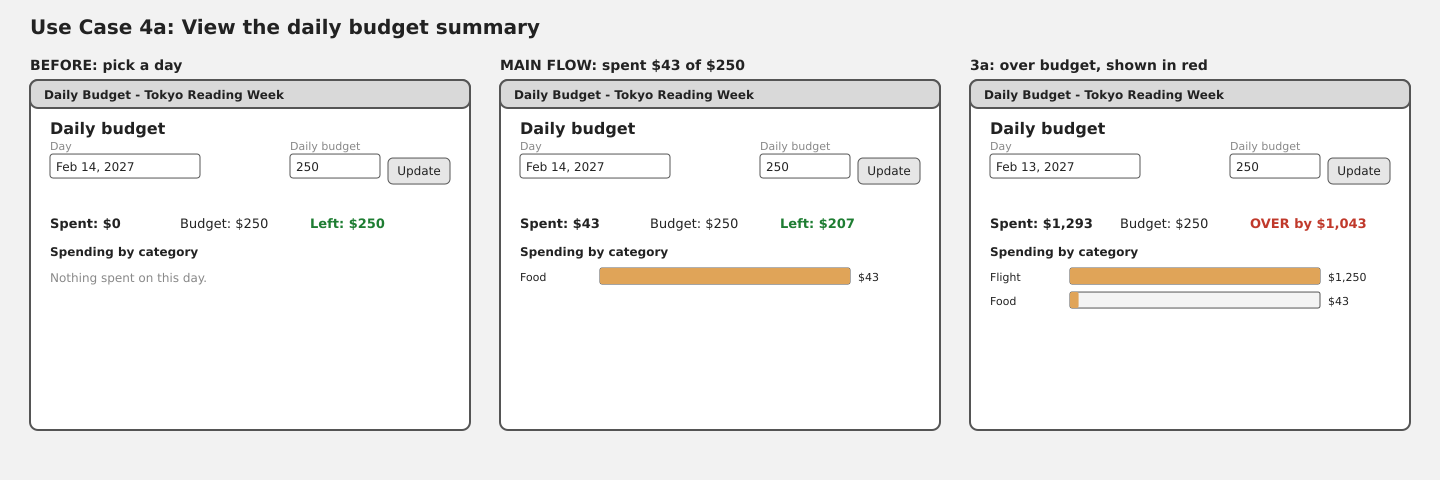 Use Case 4a: View the daily budget summary
BEFORE: pick a day
Daily Budget - Tokyo Reading Week
Daily budget
Day
Daily budget
Feb 14, 2027
250
Update
Spent: $0
Budget: $250
Left: $250
Spending by category
Nothing spent on this day.
MAIN FLOW: spent $43 of $250
Daily Budget - Tokyo Reading Week
Daily budget
Day
Daily budget
Feb 14, 2027
250
Update
Spent: $43
Budget: $250
Left: $207
Spending by category
Food
$43
3a: over budget, shown in red
Daily Budget - Tokyo Reading Week
Daily budget
Day
Daily budget
Feb 13, 2027
250
Update
Spent: $1,293
Budget: $250
OVER by $1,043
Spending by category
Flight
$1,250
Food
$43